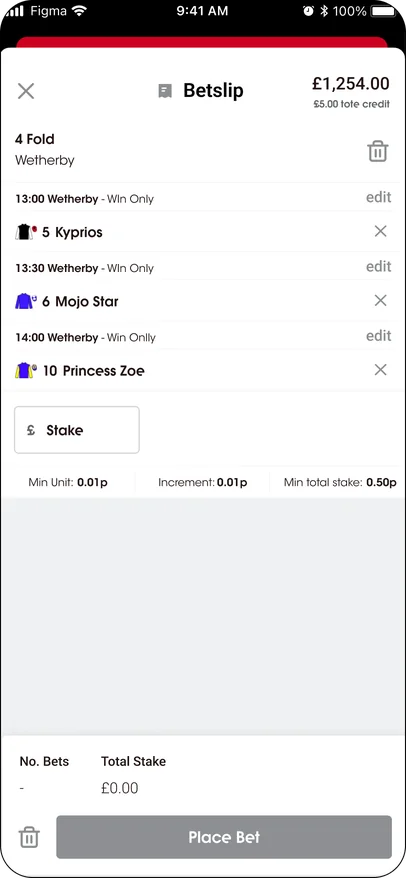 Figma 9:41 AM 100%
Betslip
£1,254.00
£5.00 tote credit
4 Fold
Wetherby
13:00 Wetherby - WIn Only edit
5 Kyprios
13:30 Wetherby - WIn Only edit
6 Mojo Star
14:00 Wetherby - Win Onlly edit
10 Princess Zoe
£ Stake
Min Unit: 0.01p Increment: 0.01p Min total stake: 0.50p
No. Bets Total Stake
- £0.00
Place Bet